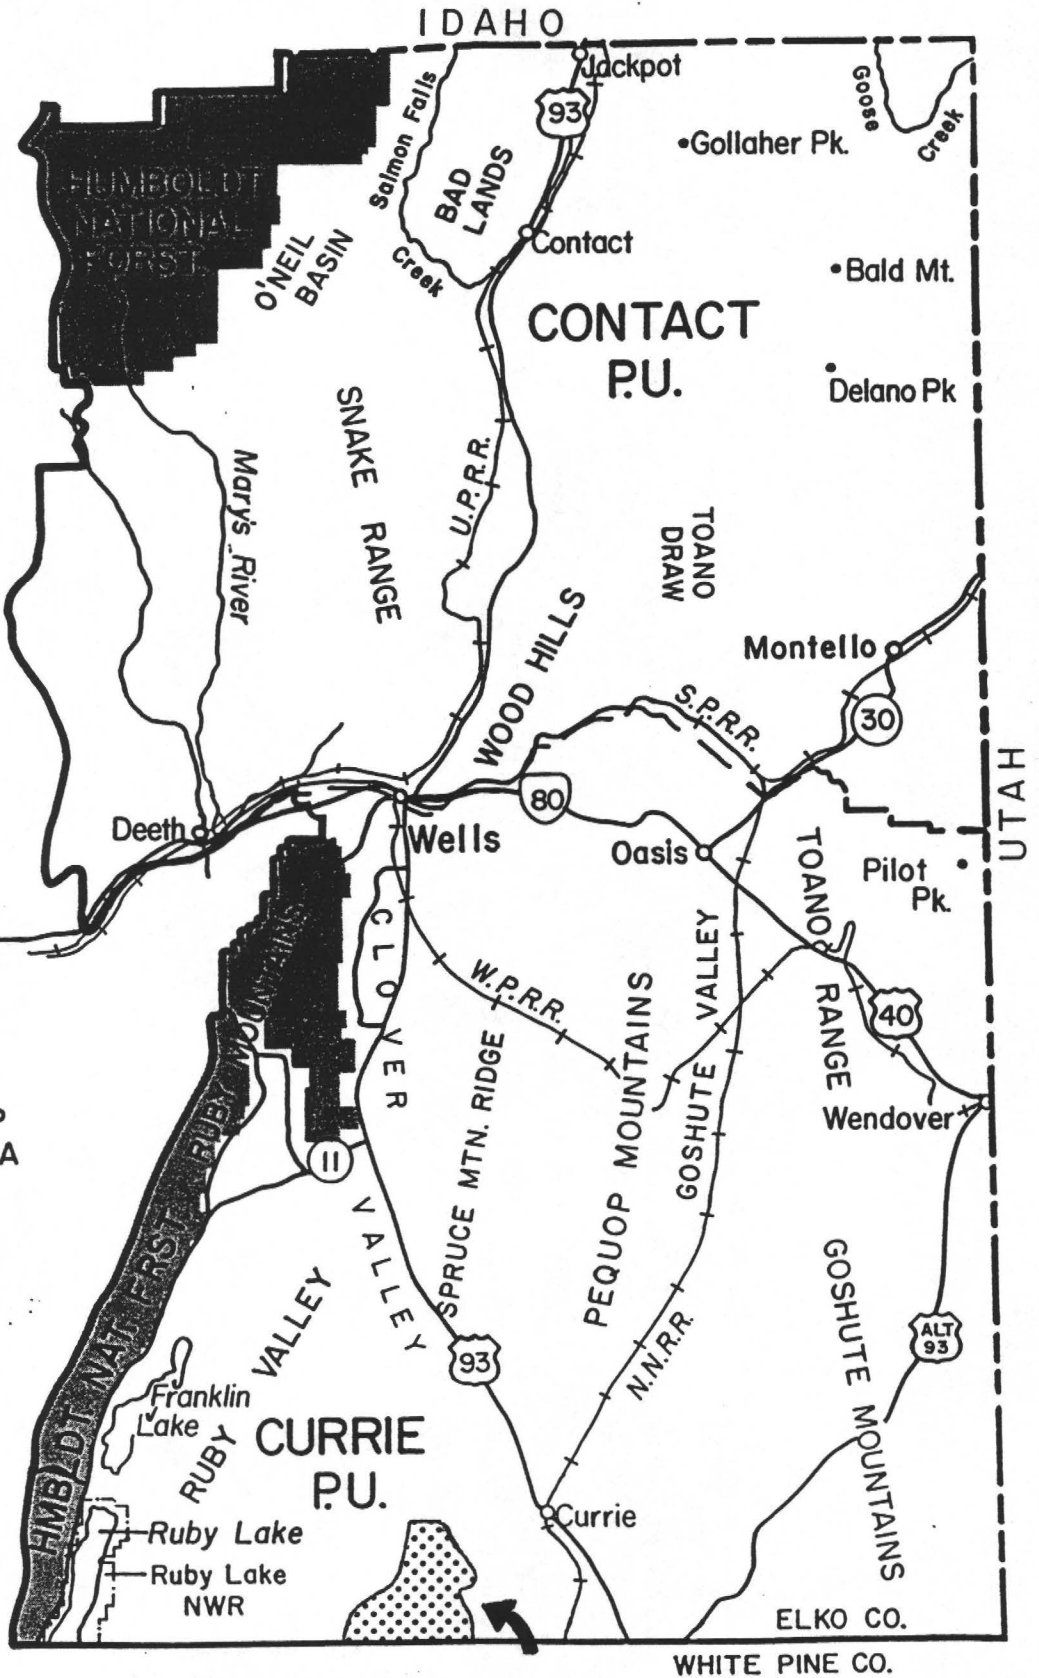 IDAHO
Jackpot
Salmon Falls
Creek
93
BAD
LANDS
Goose
Creek
Gollaher Pk.
HUMBOLDT
NATIONAL
FORST.
O'NEIL
BASIN
Contact
Bald Mt.
CONTACT
P.U.
Delano Pk
SNAKE RANGE
U.P.R.R.
Mary's River
TOANO
DRAW
WOOD HILLS
Montello
S.P.R.R.
30
UTAH
80
Deeth
Wells
Oasis
TOANO RANGE
Pilot
Pk.
CLOVER VALLEY
W.P.R.R.
GOSHUTE VALLEY
40
HMBLDT. NAT. FRST. RUBY MOUNTAINS
SPRUCE MTN. RIDGE
PEQUOP MOUNTAINS
Wendover
A
11
GOSHUTE MOUNTAINS
ALT
93
RUBY VALLEY
93
N.N.R.R.
Franklin
Lake
CURRIE
P.U.
Currie
Ruby Lake
Ruby Lake
NWR
ELKO CO.
WHITE PINE CO.